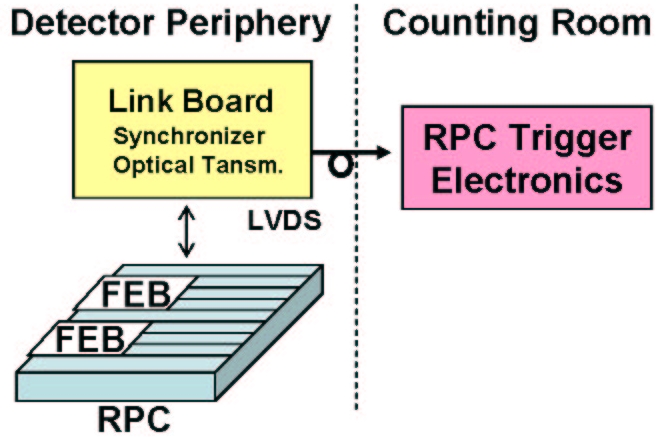 Detector Periphery
Counting Room
Link Board
Synchronizer
Optical Tansm.
RPC Trigger
Electronics
LVDS
FEB
FEB
RPC